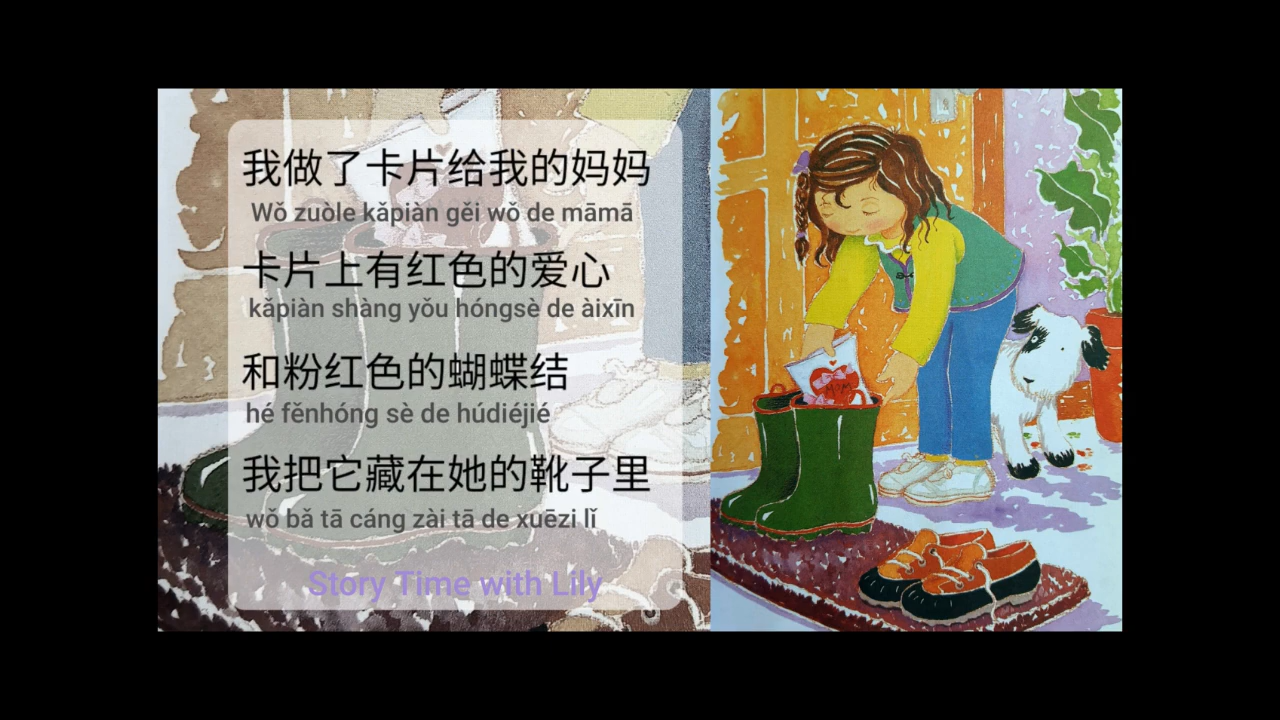 我做了卡片给我的妈妈
Wǒ zuòle kǎpiàn gěi wǒ de māmā
卡片上有红色的爱心
kǎpiàn shàng yǒu hóngsè de àixīn
和粉红色的蝴蝶结
hé fěnhóng sè de húdiéjié
我把它藏在她的靴子里
wǒ bǎ tā cáng zài tā de xuēzi lǐ
Story Time with Lily
MOM